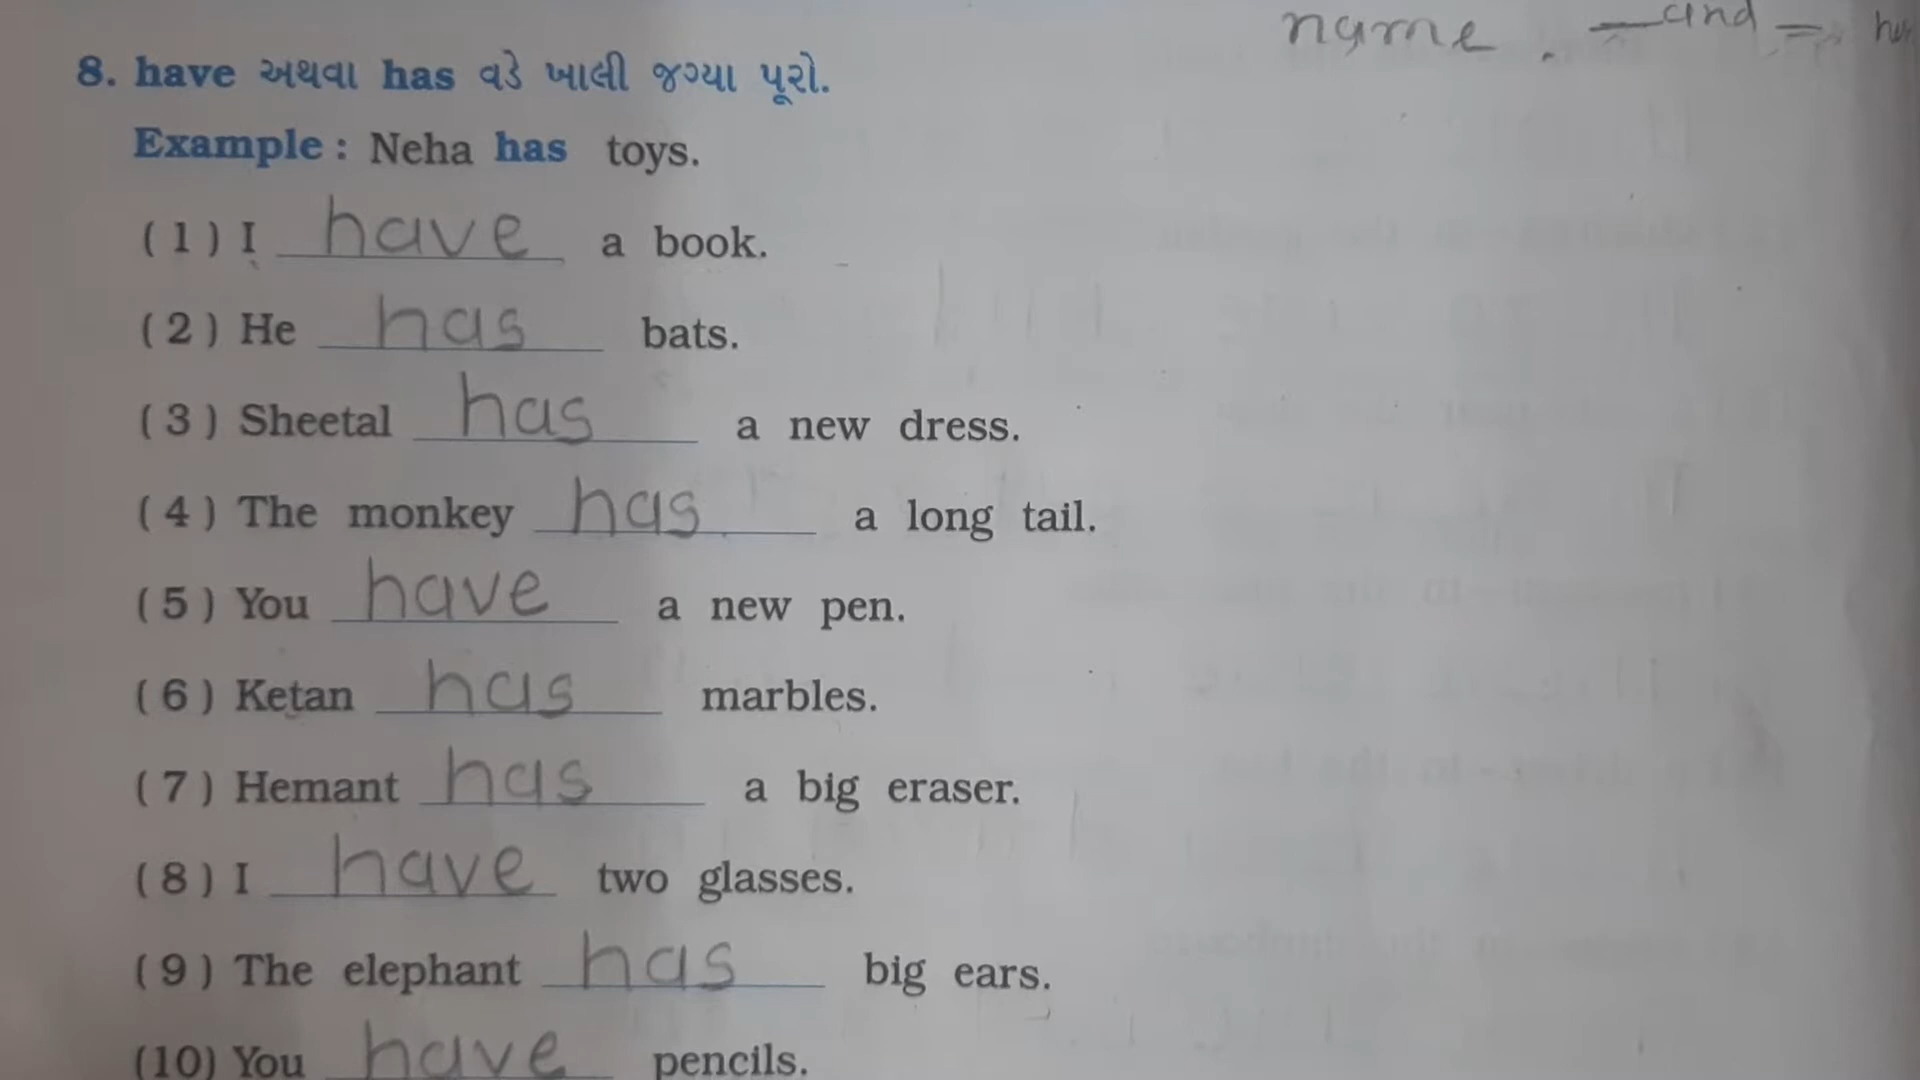 name. — and =
8. have અથવા has વડે ખાલી જગ્યા પૂરો.
Example : Neha has toys.
(1) I have a book.
(2) He has bats.
(3) Sheetal has a new dress.
(4) The monkey has a long tail.
(5) You have a new pen.
(6) Ketan has marbles.
(7) Hemant has a big eraser.
(8) I have two glasses.
(9) The elephant has big ears.
(10) You have pencils.